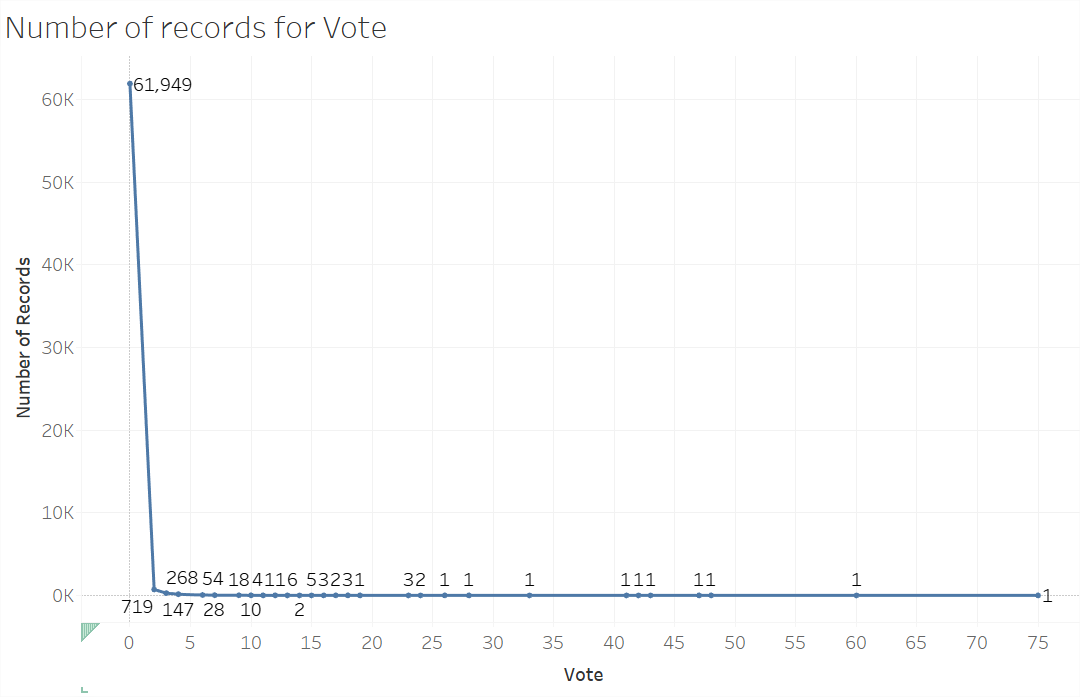 Number of records for Vote
61,949
60K
50K
40K
30K
20K
10K
0K
Number of Records
268 54 18 4 11 6 5 3 2 3 1 3 2 1 1 1 1 1 1 1 1 1
1
719 147 28 10 2
0 5 10 15 20 25 30 35 40 45 50 55 60 65 70 75
Vote